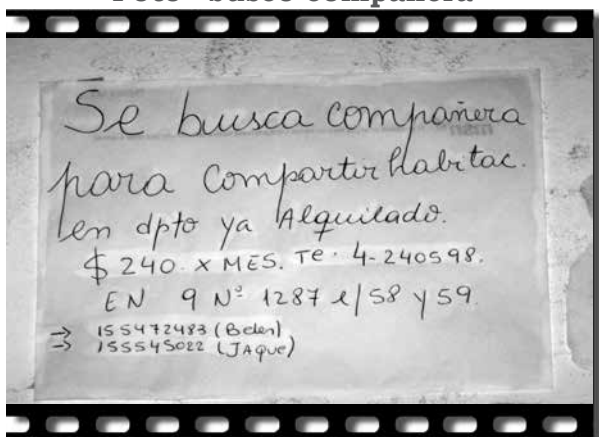 Se busca compañera
para compartir habitac.
en dpto ya Alquilado.
$ 240. x MES. Te. 4-240598.
EN 9 Nº 1287 e/58 y 59.
→ 155472483 (Belen)
→ 155545022 (JAque)